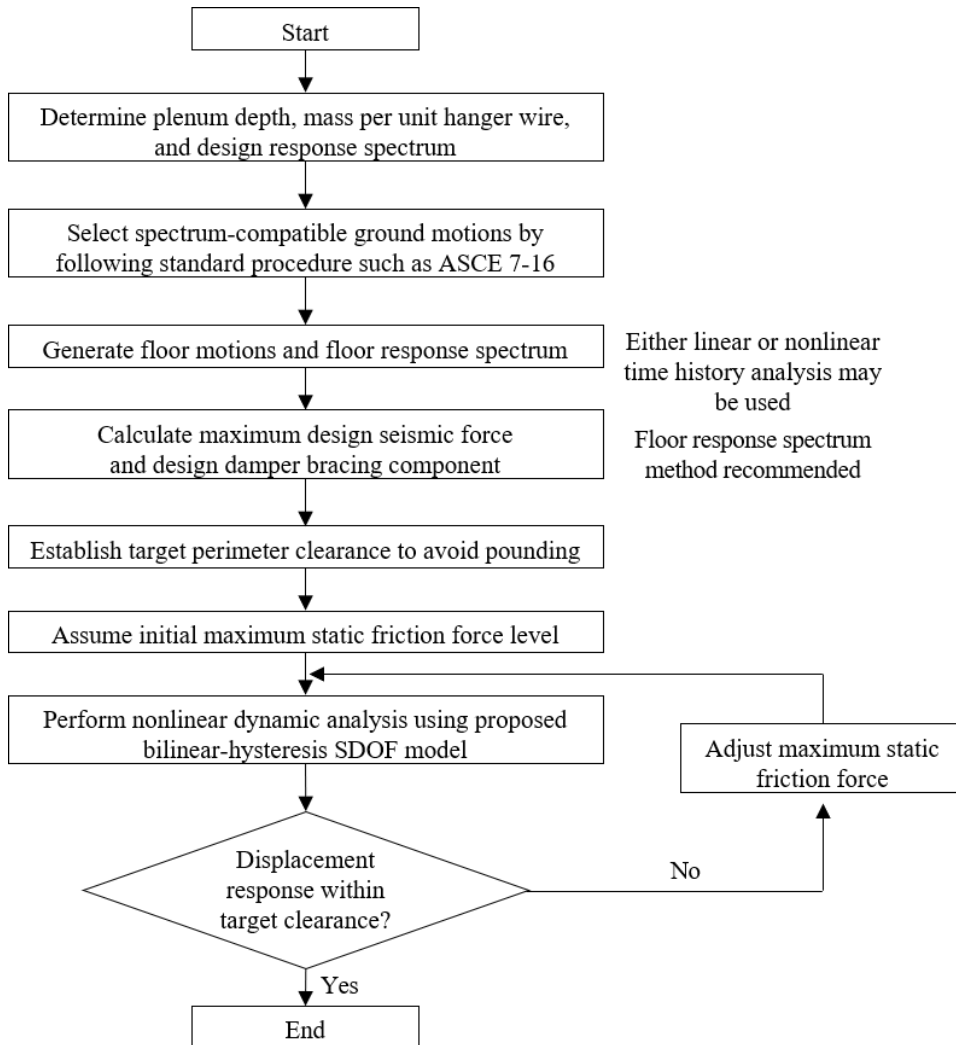 Start
Determine plenum depth, mass per unit hanger wire,
and design response spectrum
Select spectrum-compatible ground motions by
following standard procedure such as ASCE 7-16
Generate floor motions and floor response spectrum
Either linear or nonlinear
time history analysis may
be used
Calculate maximum design seismic force
and design damper bracing component
Floor response spectrum
method recommended
Establish target perimeter clearance to avoid pounding
Assume initial maximum static friction force level
Perform nonlinear dynamic analysis using proposed
bilinear-hysteresis SDOF model
Adjust maximum static
friction force
Displacement
response within
target clearance?
No
Yes
End